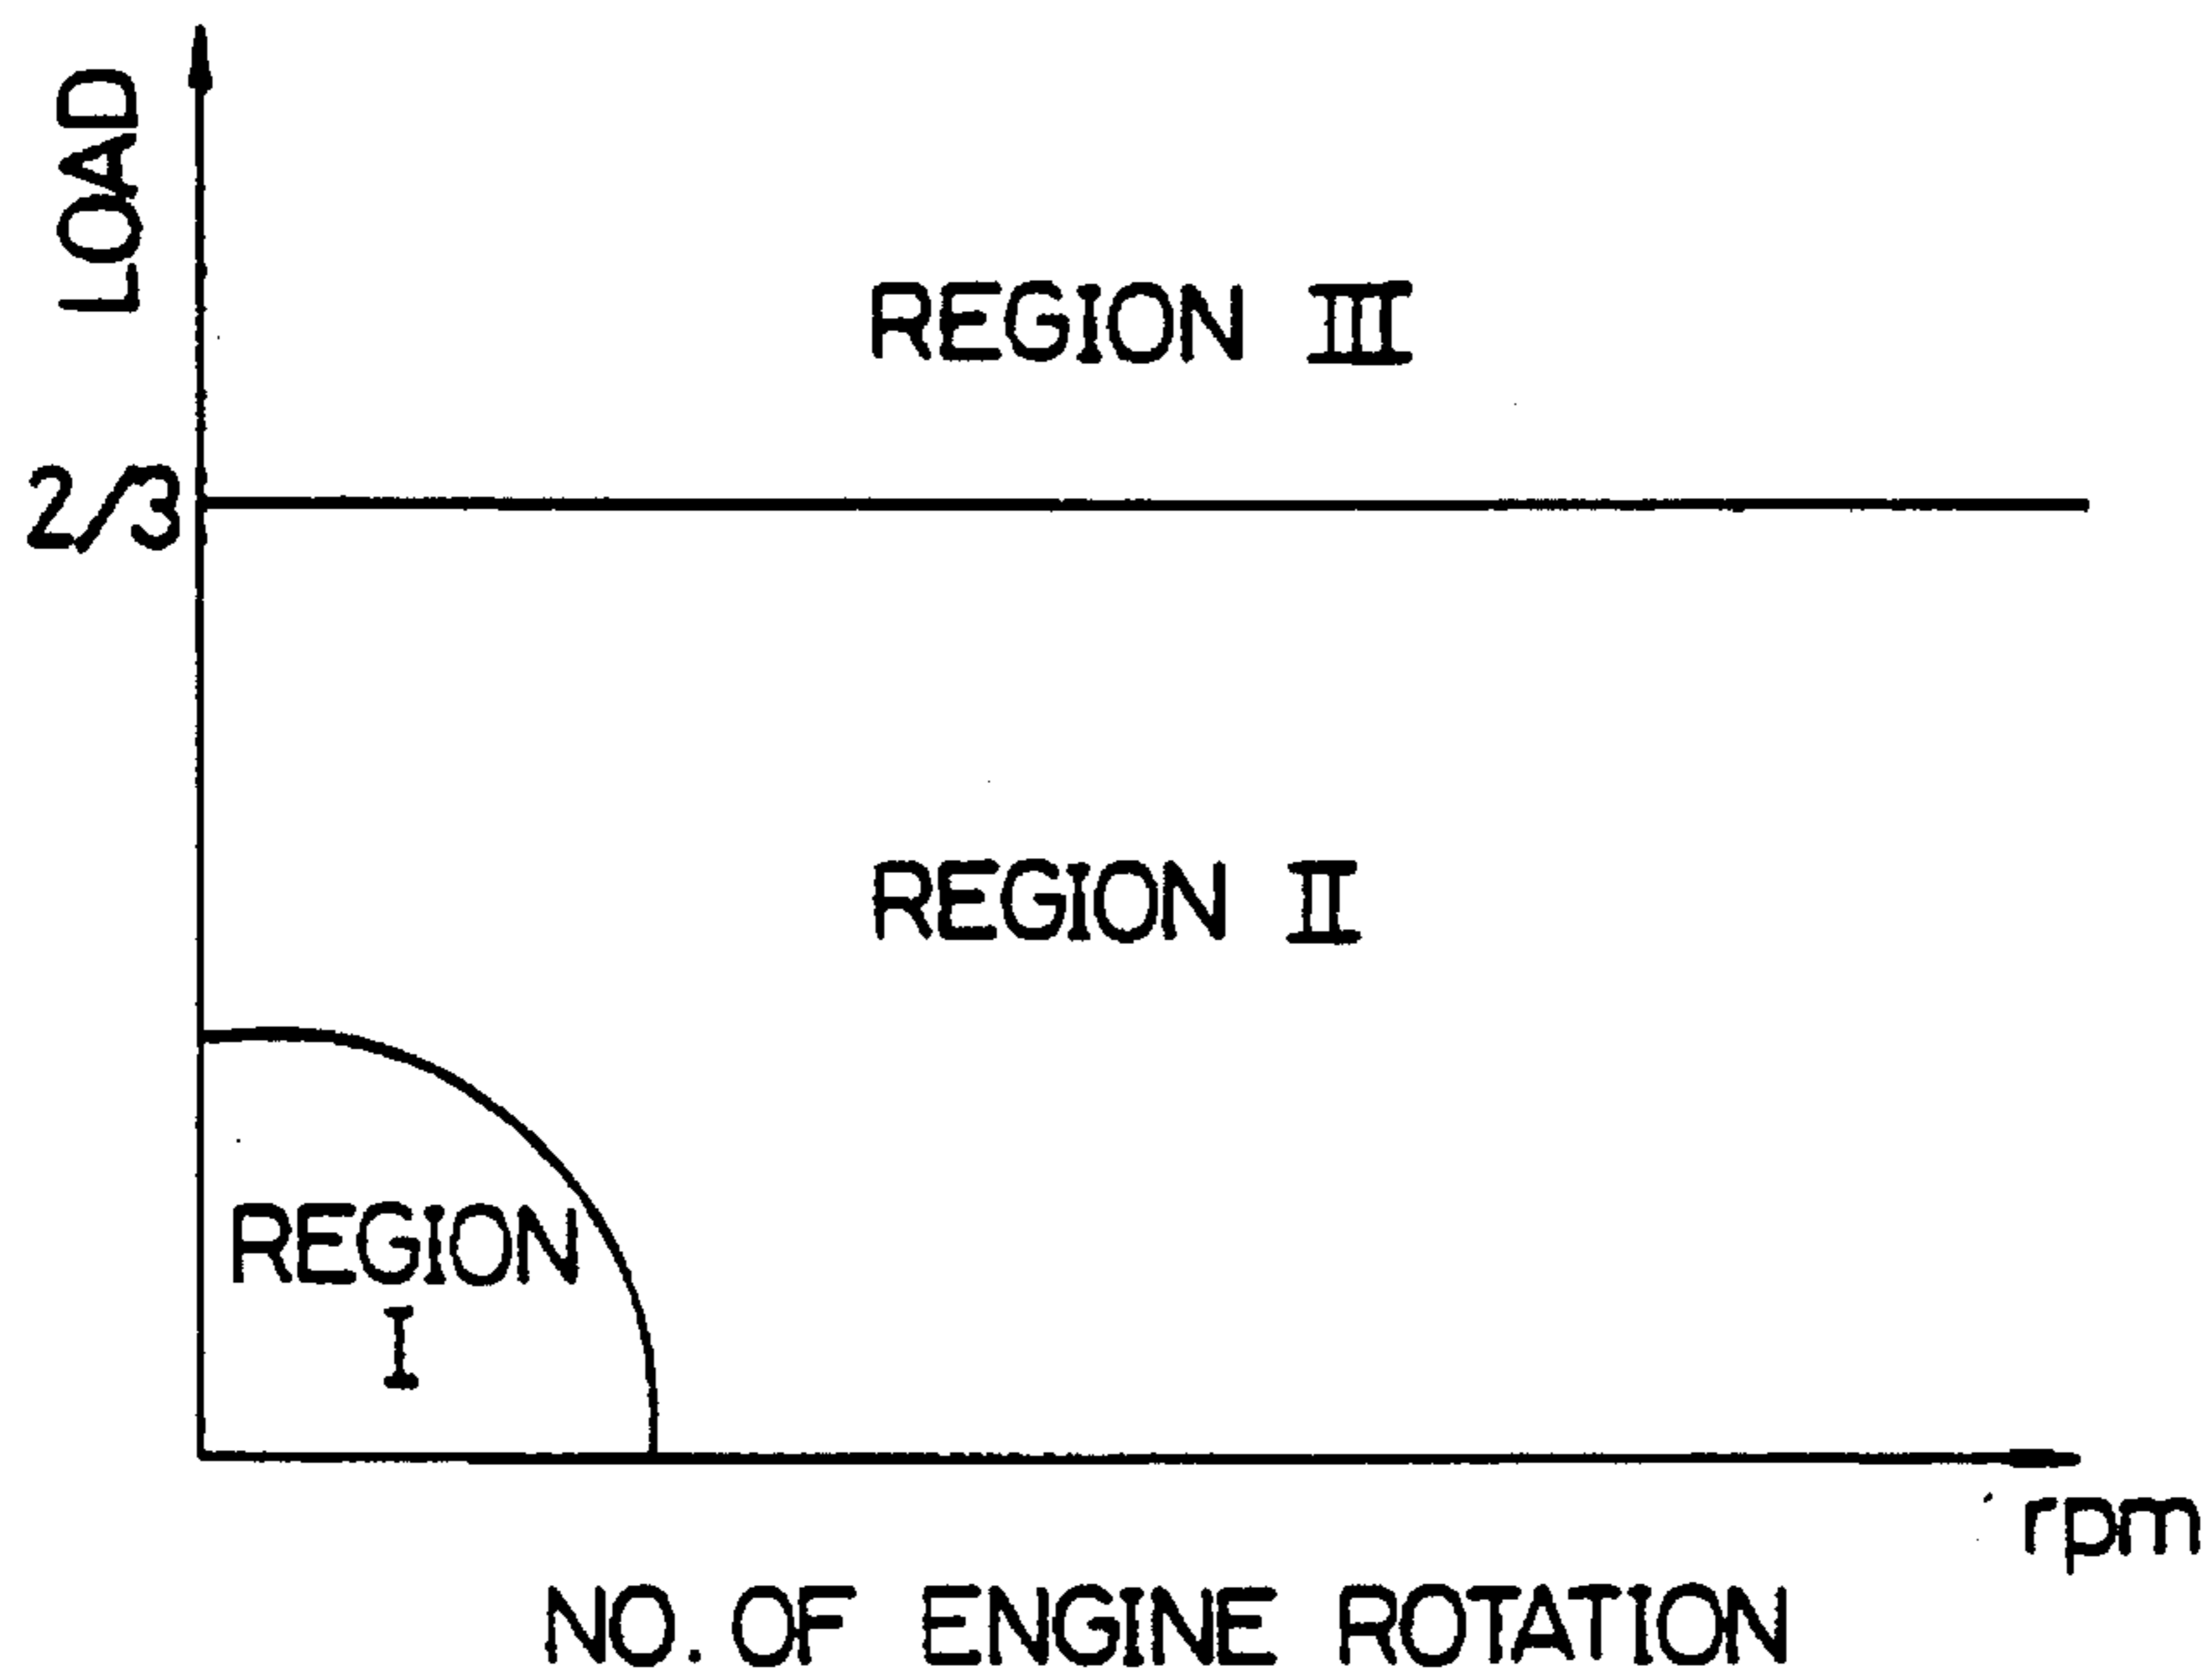 LOAD
REGION III
2/3
REGION II
REGION
I
rpm
NO. OF ENGINE ROTATION